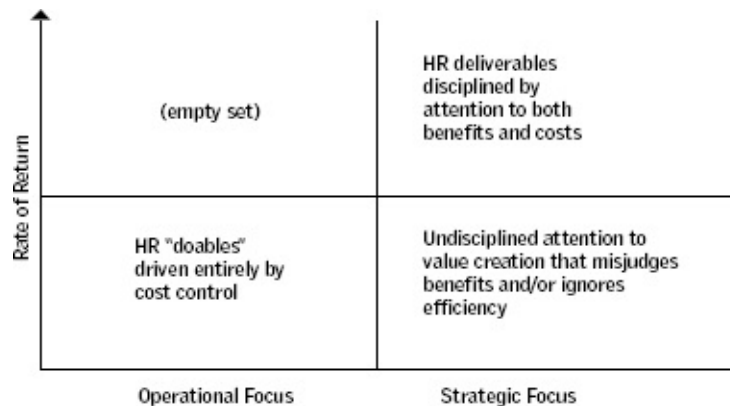 Rate of Return
(empty set)
HR deliverables
disciplined by
attention to both
benefits and costs
HR "doables"
driven entirely by
cost control
Undisciplined attention to
value creation that misjudges
benefits and/or ignores
efficiency
Operational Focus
Strategic Focus